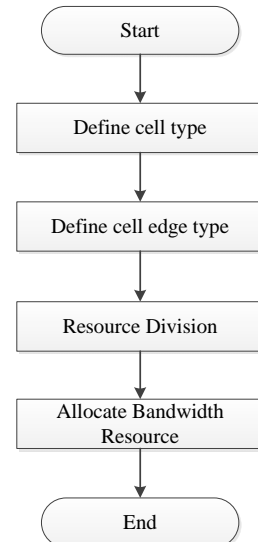 Start
Define cell type
Define cell edge type
Resource Division
Allocate Bandwidth
Resource
End